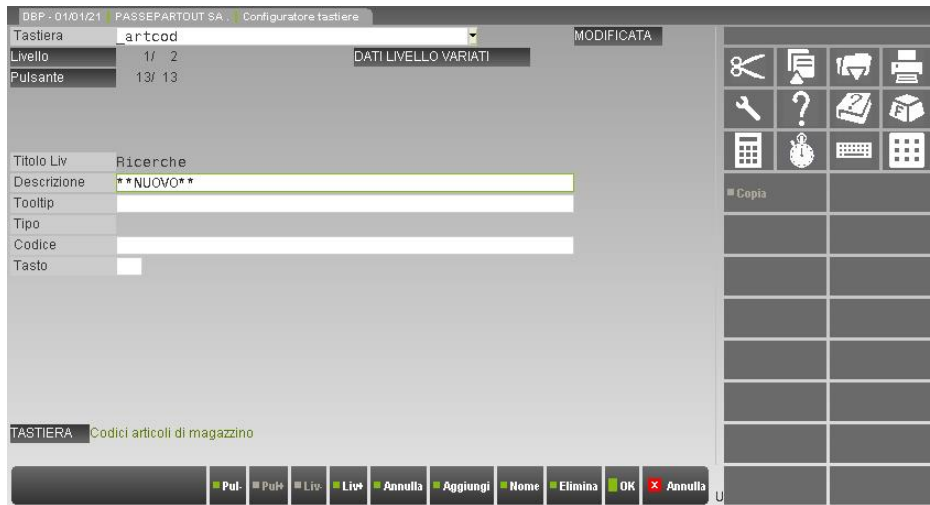 DBP - 01/01/21 PASSEPARTOUT SA. Configuratore tastiere
Tastiera _artcod MODIFICATA
Livello 1/ 2 DATI LIVELLO VARIATI
Pulsante 13/ 13
Titolo Liv Ricerche
Descrizione **NUOVO**
Tooltip
Tipo
Codice
Tasto
Copia
TASTIERA Codici articoli di magazzino
Pul- Pul+ Liv- Liv+ Annulla Aggiungi Nome Elimina OK X Annulla
U